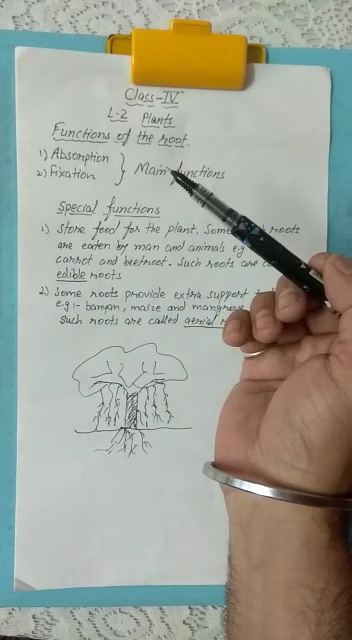 Class-IV
L-2 Plants
Functions of the root.
1) Absorption
2) Fixation } Main functions
Special functions
1) Store food for the plant. Some roots
are eaten by man and animals eg
carrot and beetroot. Such roots are
edible roots
2) Some roots provide extra support
e.g:- banyan, maize and mangrove
such roots are called aerial